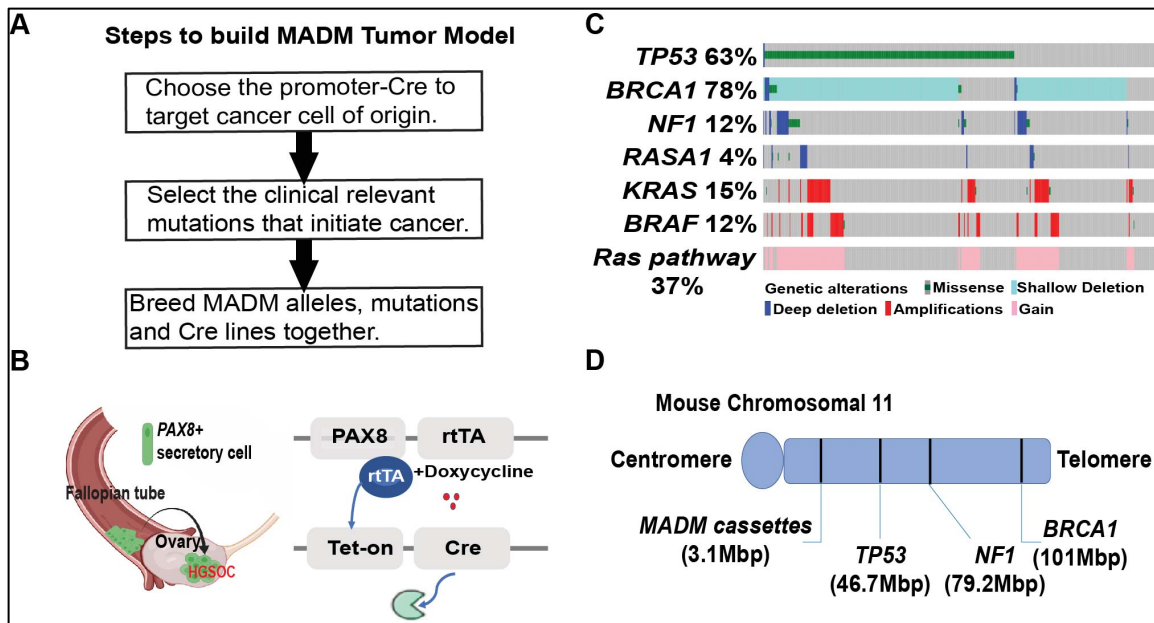 A
Steps to build MADM Tumor Model
Choose the promoter-Cre to
target cancer cell of origin.
Select the clinical relevant
mutations that initiate cancer.
Breed MADM alleles, mutations
and Cre lines together.
B
PAX8+
secretory cell
Fallopian tube
Ovary
HGSOC
PAX8
rtTA
rtTA
+Doxycycline
Tet-on
Cre
C
TP53 63%
BRCA1 78%
NF1 12%
RASA1 4%
KRAS 15%
BRAF 12%
Ras pathway
37%
Genetic alterations
Missense
Shallow Deletion
Deep deletion
Amplifications
Gain
D
Mouse Chromosomal 11
Centromere
Telomere
MADM cassettes
(3.1Mbp)
TP53
(46.7Mbp)
NF1
(79.2Mbp)
BRCA1
(101Mbp)